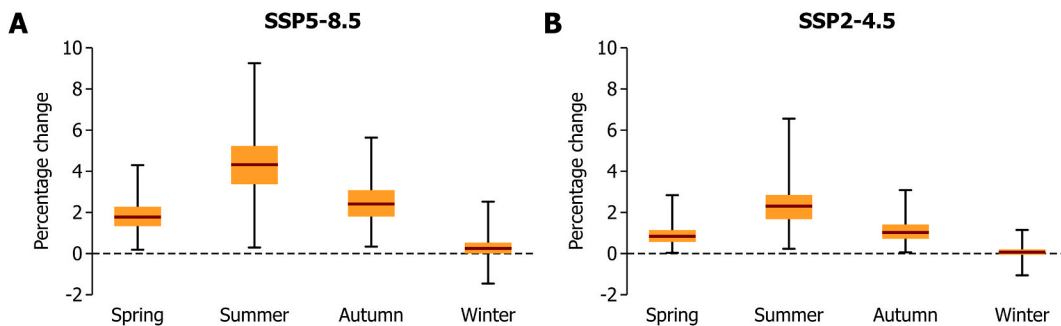 A
SSP5-8.5
Percentage change
10
8
6
4
2
0
-2
Spring
Summer
Autumn
Winter
B
SSP2-4.5
Percentage change
10
8
6
4
2
0
-2
Spring
Summer
Autumn
Winter